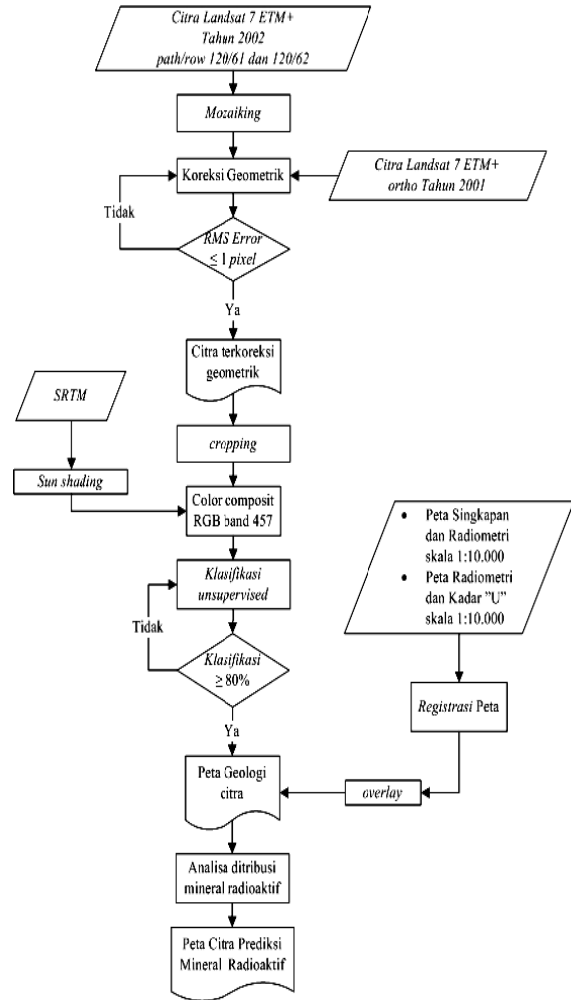 Citra Landsat 7 ETM+
Tahun 2002
path/row 120/61 dan 120/62
Mozaiking
Koreksi Geometrik
Citra Landsat 7 ETM+
ortho Tahun 2001
Tidak
RMS Error
≤ 1 pixel
Ya
Citra terkoreksi
geometrik
SRTM
cropping
Sun shading
Color composit
RGB band 457
• Peta Singkapan
dan Radiometri
skala 1:10.000
• Peta Radiometri
dan Kadar "U"
skala 1:10.000
Klasifikasi
unsupervised
Tidak
Klasifikasi
≥ 80%
Ya
Registrasi Peta
Peta Geologi
citra
overlay
Analisa ditribusi
mineral radioaktif
Peta Citra Prediksi
Mineral Radioaktif